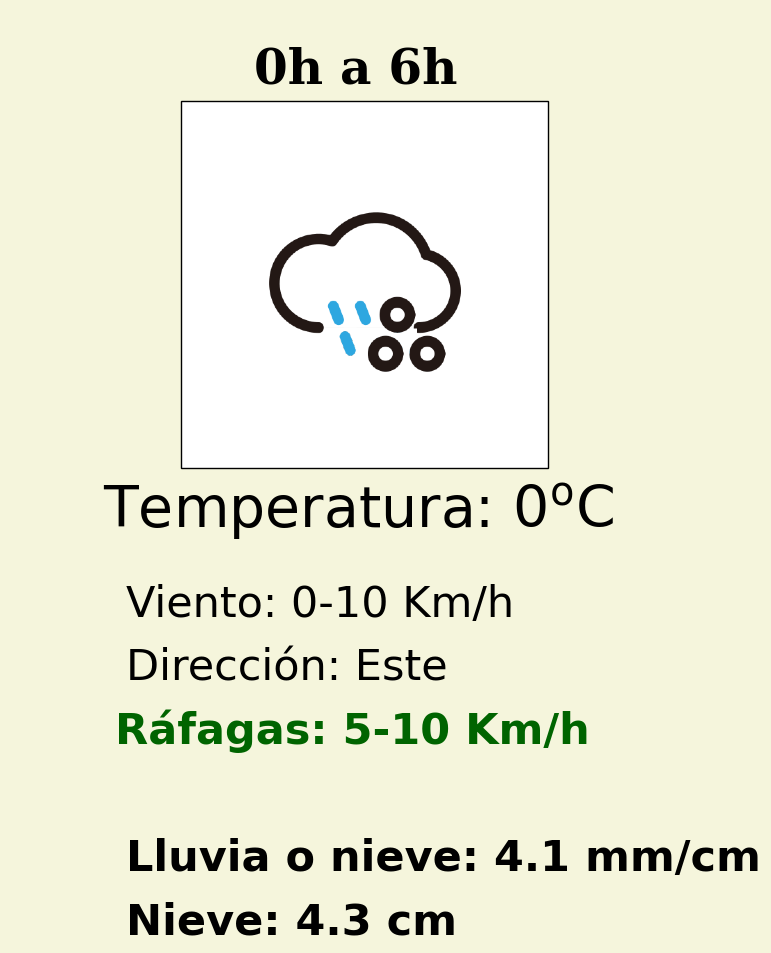 0h a 6h
Temperatura: 0ºC
Viento: 0-10 Km/h
Dirección: Este
Ráfagas: 5-10 Km/h
Lluvia o nieve: 4.1 mm/cm
Nieve: 4.3 cm